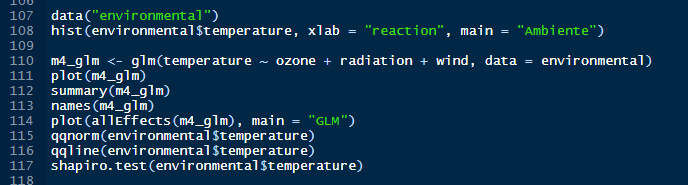 106
107 data("environmental")
108 hist(environmental$temperature, xlab = "reaction", main = "Ambiente")
109
110 m4_glm <- glm(temperature ~ ozone + radiation + wind, data = environmental)
111 plot(m4_glm)
112 summary(m4_glm)
113 names(m4_glm)
114 plot(allEffects(m4_glm), main = "GLM")
115 qqnorm(environmental$temperature)
116 qqline(environmental$temperature)
117 shapiro.test(environmental$temperature)
118